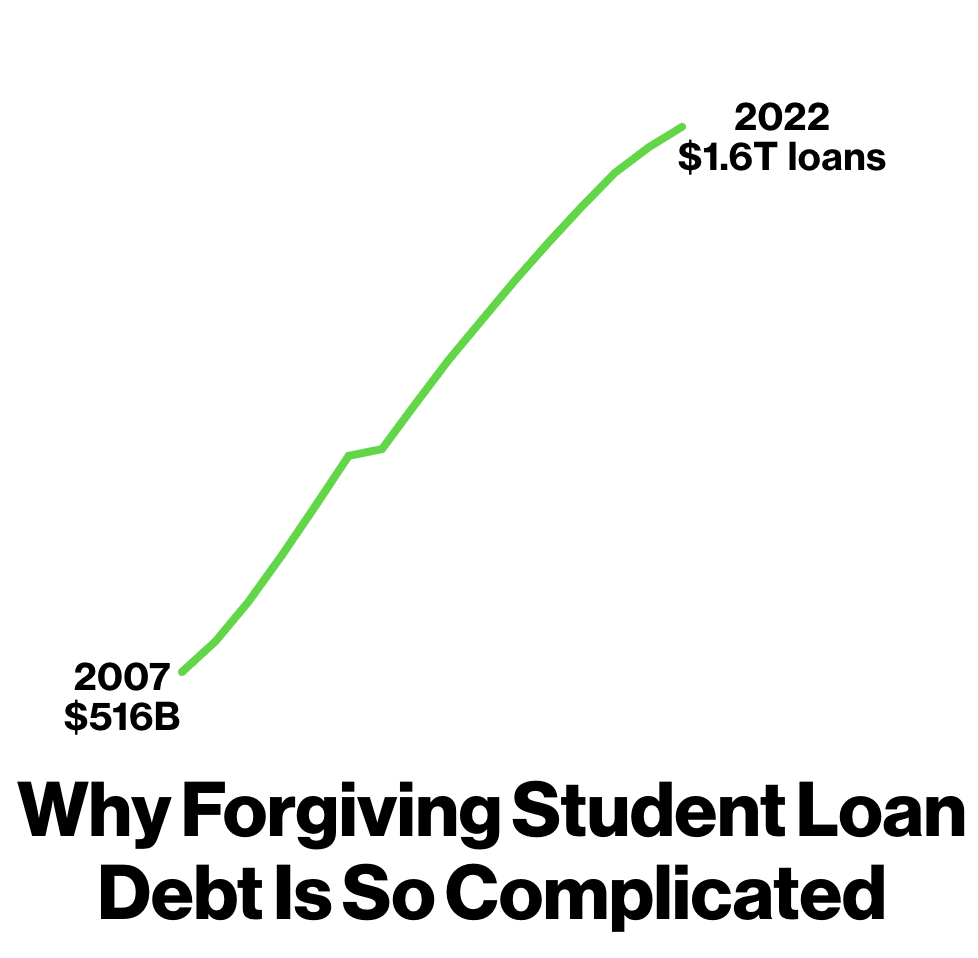 2022
$1.6T loans
2007
$516B
Why Forgiving Student Loan
Debt Is So Complicated